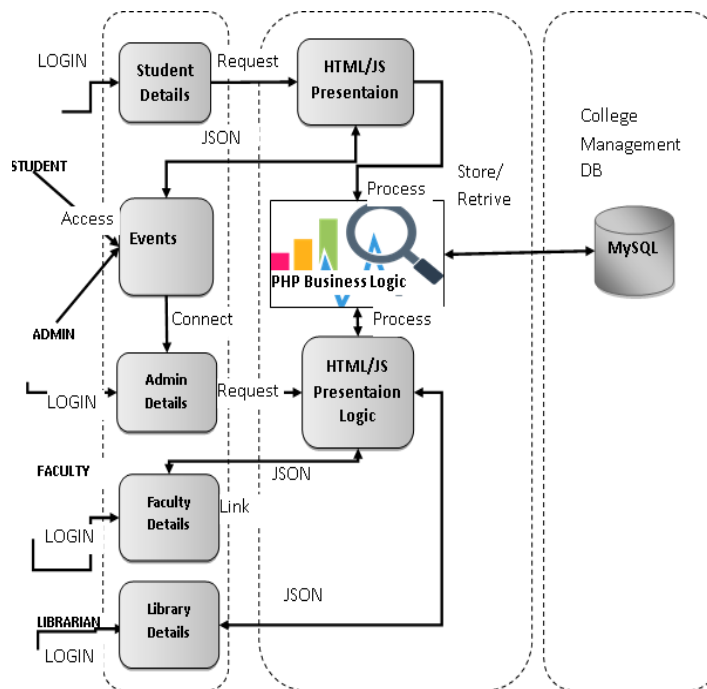 LOGIN
Student
Details
Request
HTML/JS
Presentaion
JSON
College
Management
DB
STUDENT
Process
Store/
Retrive
Access
Events
PHP Business Logic
MySQL
Connect
Process
ADMIN
LOGIN
Admin
Details
Request
HTML/JS
Presentaion
Logic
FACULTY
JSON
LOGIN
Faculty
Details
Link
JSON
LIBRARIAN
Library
Details
LOGIN